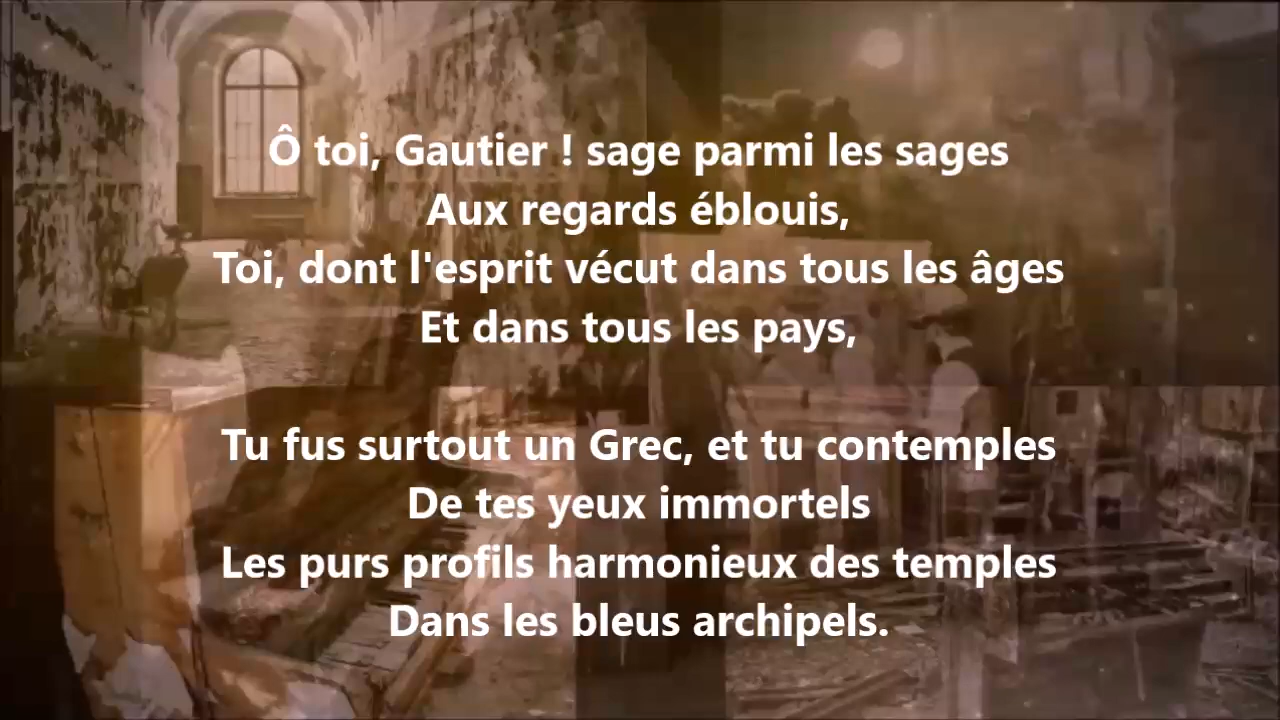 Ô toi, Gautier ! sage parmi les sages
Aux regards éblouis,
Toi, dont l'esprit vécut dans tous les âges
Et dans tous les pays,
Tu fus surtout un Grec, et tu contemples
De tes yeux immortels
Les purs profils harmonieux des temples
Dans les bleus archipels.